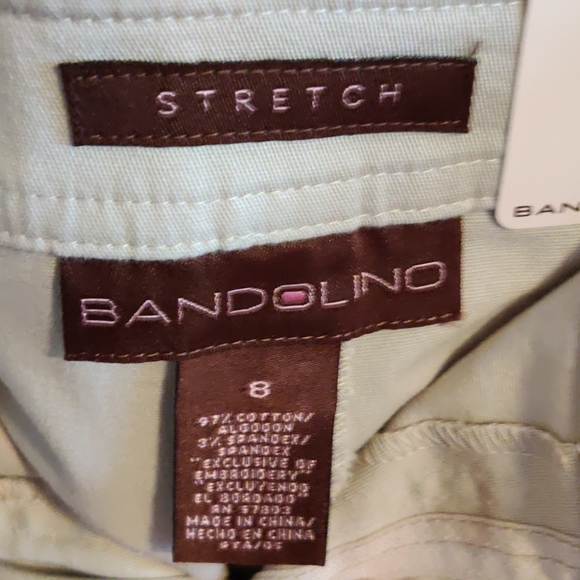 STRETCH
BAN
BANDOLINO
8
97% COTTON/
ALGODON
3% SPANDEX/
SPANDEX
"EXCLUSIVE OF
EMBROIDERY"
"EXCLUYENDO
EL BORDADO"
RN 57803
MADE IN CHINA/
HECHO EN CHINA